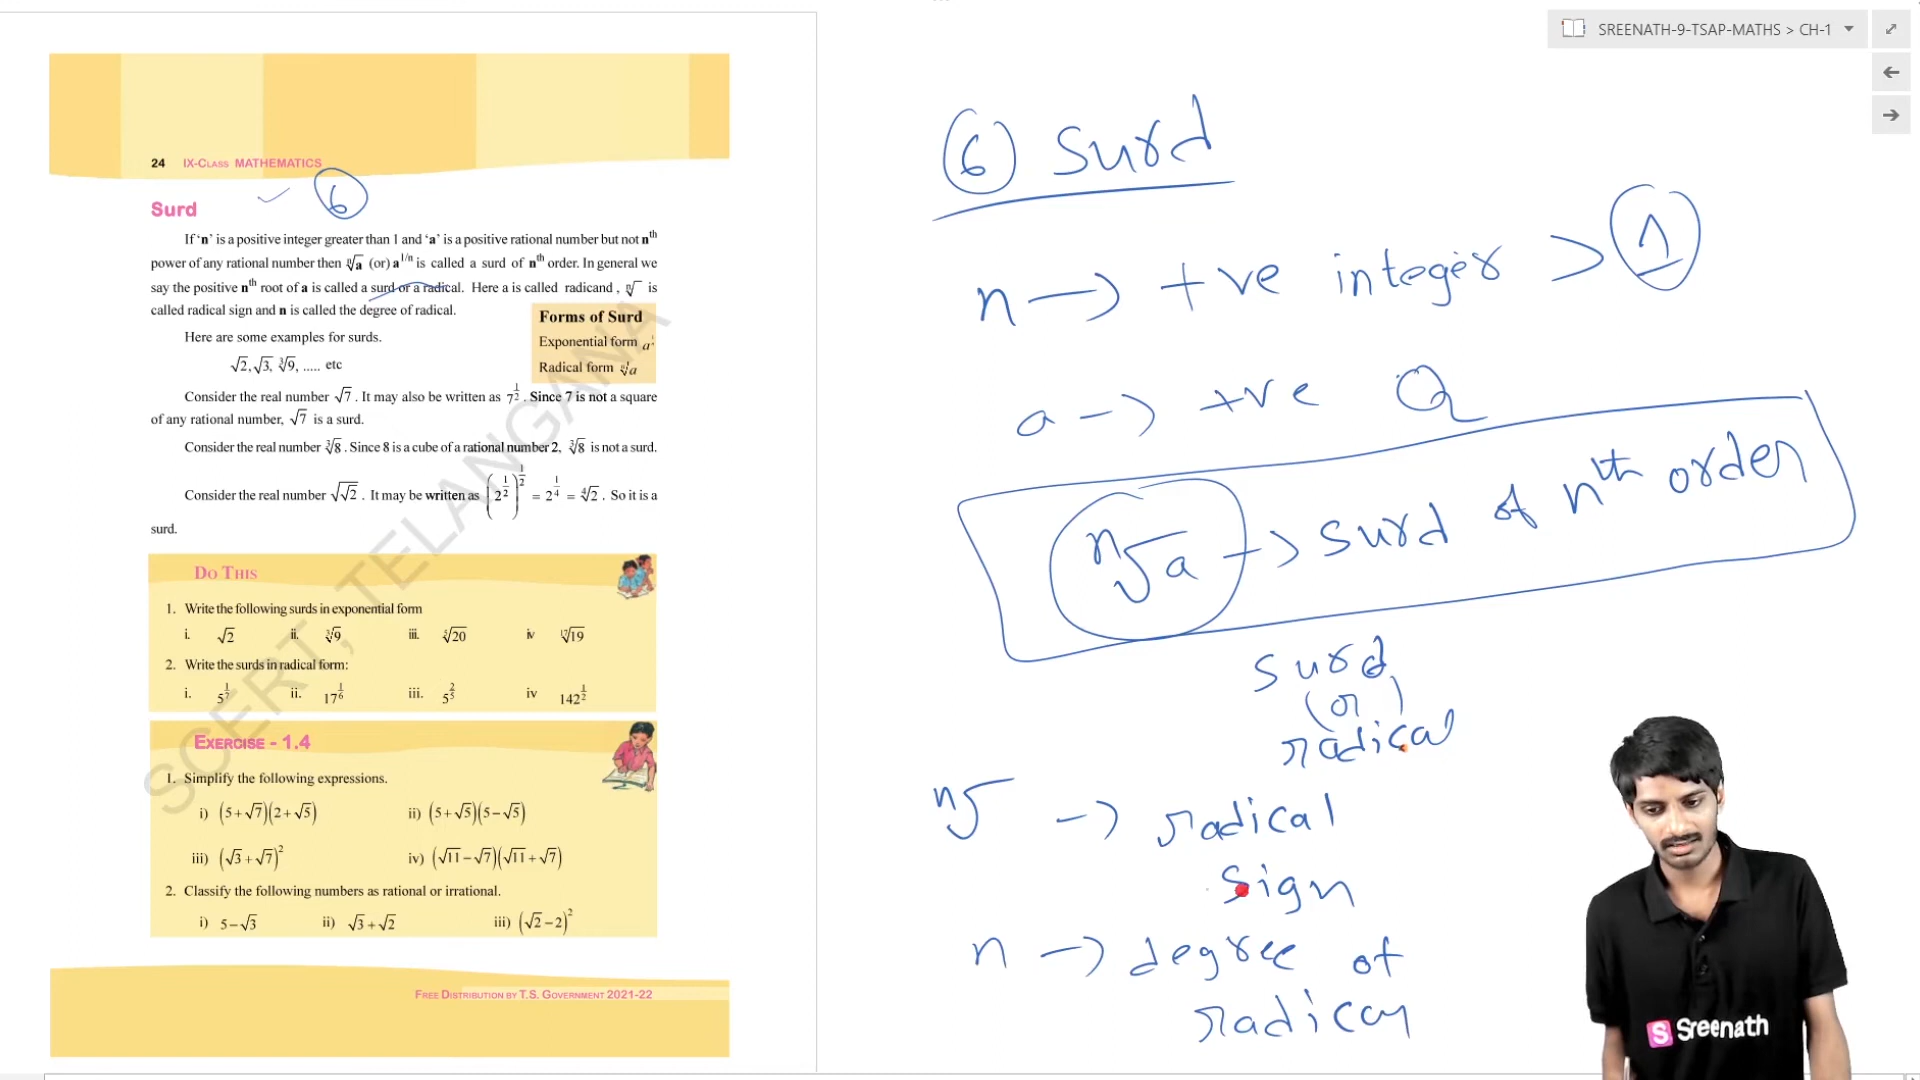 SREENATH-9-TSAP-MATHS > CH-1
24 IX-CLASS MATHEMATICS
6
Surd
If 'n' is a positive integer greater than 1 and 'a' is a positive rational number but not nth
power of any rational number then ⁿ√a (or) a^1/n is called a surd of nth order. In general we
say the positive nth root of a is called a surd or a radical. Here a is called radicand, ⁿ√ is
called radical sign and n is called the degree of radical.
Forms of Surd
Exponential form
Radical form ⁿ√a
Here are some examples for surds.
√2, √3, ³√9, ..... etc
Consider the real number √7. It may also be written as 7^1/2. Since 7 is not a square
of any rational number, √7 is a surd.
Consider the real number ³√8. Since 8 is a cube of a rational number 2, ³√8 is not a surd.
Consider the real number √√2. It may be written as (2^1/2)^1/2 = 2^1/4 = ⁴√2. So it is a
surd.
DO THIS
1. Write the following surds in exponential form
i. √2 ii. ³√9 iii. ⁵√20 iv ¹⁷√19
2. Write the surds in radical form:
i. 5^1/7 ii. 17^1/6 iii. 5^2/5 iv 142^1/2
EXERCISE - 1.4
1. Simplify the following expressions.
i) (5+√7)(2+√5) ii) (5+√5)(5−√5)
iii) (√3+√7)² iv) (√11−√7)(√11+√7)
2. Classify the following numbers as rational or irrational.
i) 5−√3 ii) √3+√2 iii) (√2−2)²
FREE DISTRIBUTION BY T.S. GOVERNMENT 2021-22
SCERT, TELANGANA
6 Surd
n → +ve integer > 1
a → +ve Q
ⁿ√a → surd of nth order
surd
(or)
radical
ⁿ√ → radical
sign
n → degree of
radical
Sreenath